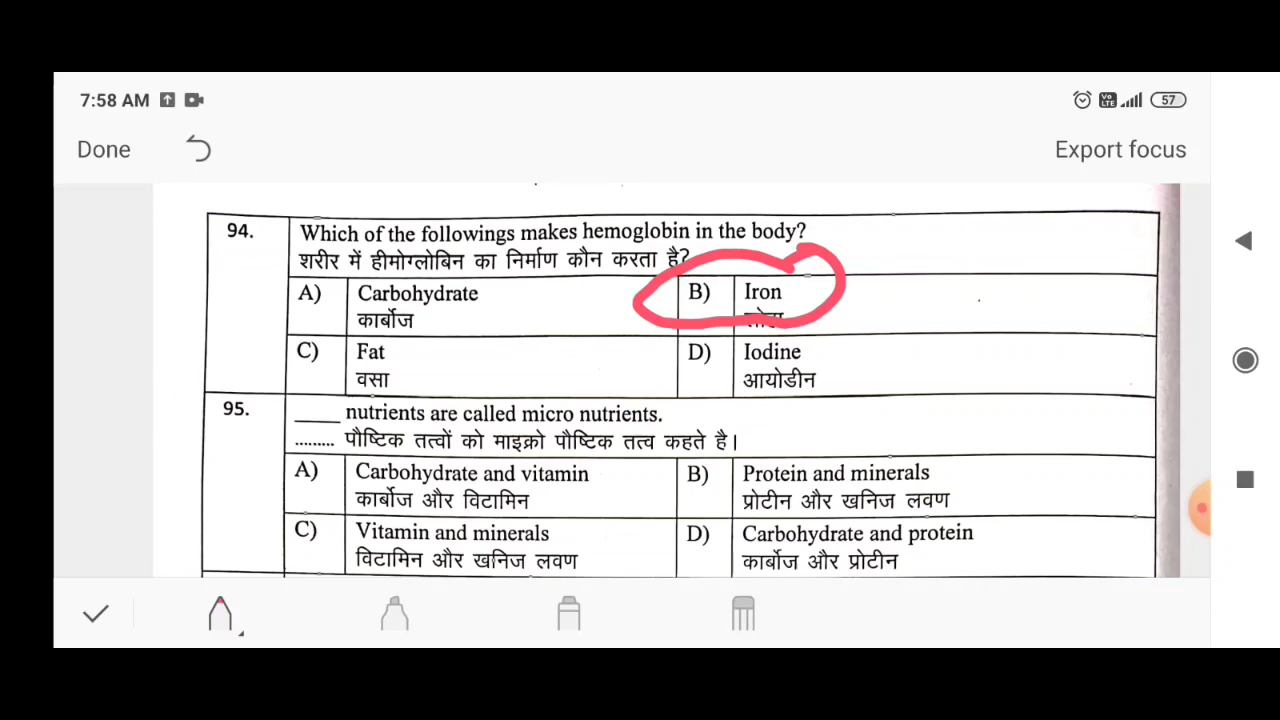 7:58 AM
57
Done
Export focus
94.
Which of the followings makes hemoglobin in the body?
शरीर में हीमोग्लोबिन का निर्माण कौन करता है?
A) Carbohydrate B) Iron
कार्बोज लोहा
C) Fat D) Iodine
वसा आयोडीन
95.
____ nutrients are called micro nutrients.
......... पौष्टिक तत्वों को माइक्रो पौष्टिक तत्व कहते है।
A) Carbohydrate and vitamin B) Protein and minerals
कार्बोज और विटामिन प्रोटीन और खनिज लवण
C) Vitamin and minerals D) Carbohydrate and protein
विटामिन और खनिज लवण कार्बोज और प्रोटीन